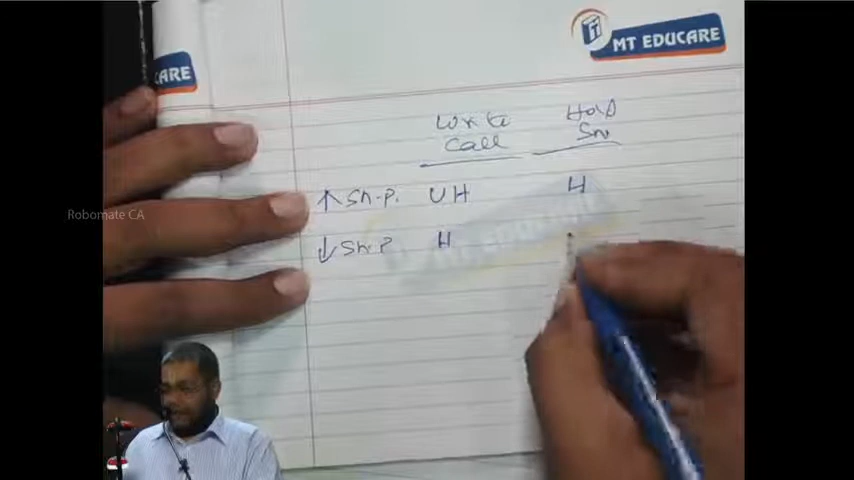 MT EDUCARE
CARE
Write Hold
Call Sh
↑ Sh.P. UH H
Robomate CA
↓ Sh.P H